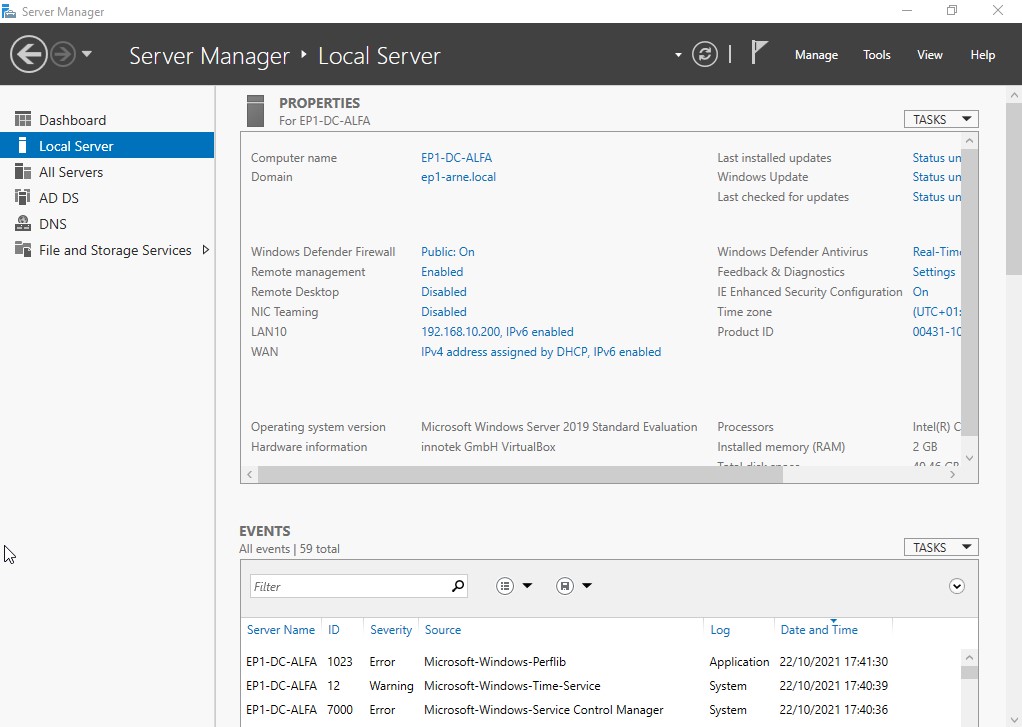 Server Manager
Server Manager ‣ Local Server
Manage Tools View Help
Dashboard
Local Server
All Servers
AD DS
DNS
File and Storage Services
PROPERTIES
For EP1-DC-ALFA
TASKS
Computer name EP1-DC-ALFA Last installed updates Status un
Domain ep1-arne.local Windows Update Status un
Last checked for updates Status un
Windows Defender Firewall Public: On Windows Defender Antivirus Real-Time
Remote management Enabled Feedback & Diagnostics Settings
Remote Desktop Disabled IE Enhanced Security Configuration On
NIC Teaming Disabled Time zone (UTC+01:
LAN10 192.168.10.200, IPv6 enabled Product ID 00431-10
WAN IPv4 address assigned by DHCP, IPv6 enabled
Operating system version Microsoft Windows Server 2019 Standard Evaluation Processors Intel(R) C
Hardware information innotek GmbH VirtualBox Installed memory (RAM) 2 GB
Total disk space 40.46 GB
EVENTS
All events | 59 total
TASKS
Filter
Server Name ID Severity Source Log Date and Time
EP1-DC-ALFA 1023 Error Microsoft-Windows-Perflib Application 22/10/2021 17:41:30
EP1-DC-ALFA 12 Warning Microsoft-Windows-Time-Service System 22/10/2021 17:40:39
EP1-DC-ALFA 7000 Error Microsoft-Windows-Service Control Manager System 22/10/2021 17:40:36